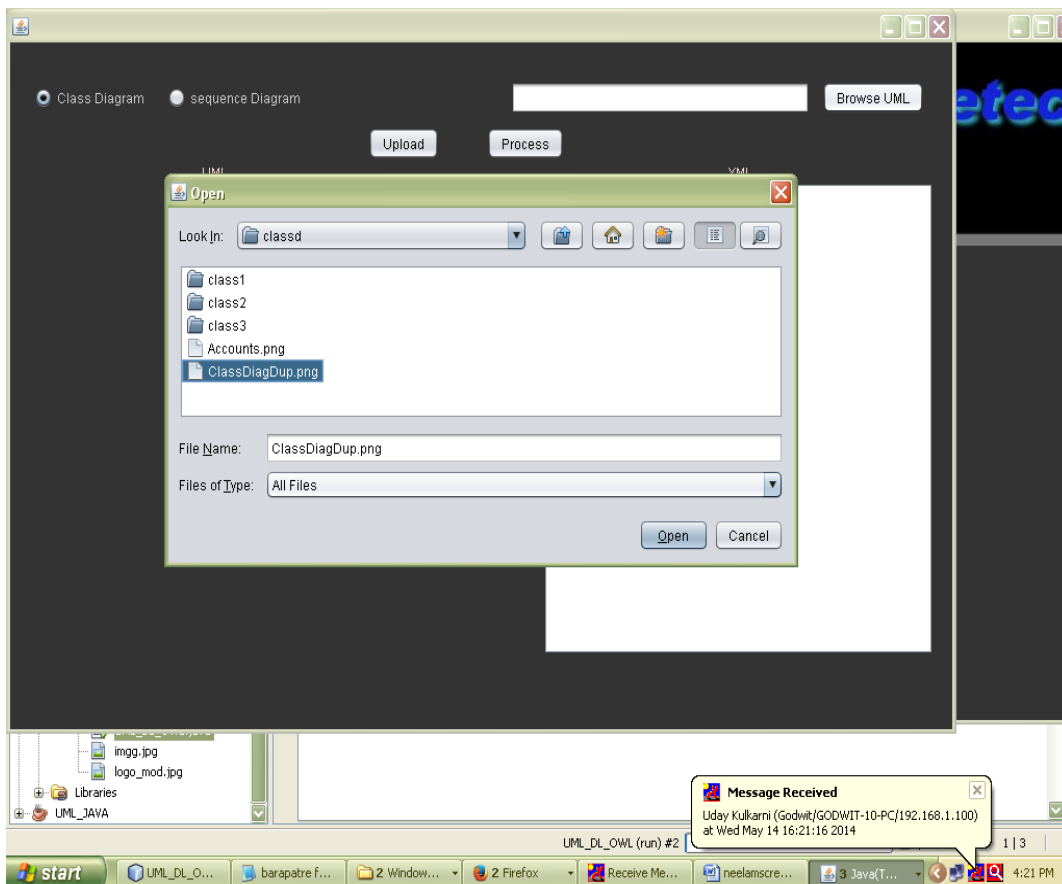 Class Diagram sequence Diagram Browse UML
etec
Upload Process
UML XML
Open
Look In: classd
class1
class2
class3
Accounts.png
ClassDiagDup.png
File Name: ClassDiagDup.png
Files of Type: All Files
Open Cancel
imgg.jpg
logo_mod.jpg
Libraries
UML_JAVA
Message Received
Uday Kulkarni (Godwit/GODWIT-10-PC/192.168.1.100)
at Wed May 14 16:21:16 2014
UML_DL_OWL (run) #2 1 | 3
start UML_DL_O... barapatre f... 2 Window... 2 Firefox Receive Me... neelamscre... 3 Java(T... 4:21 PM